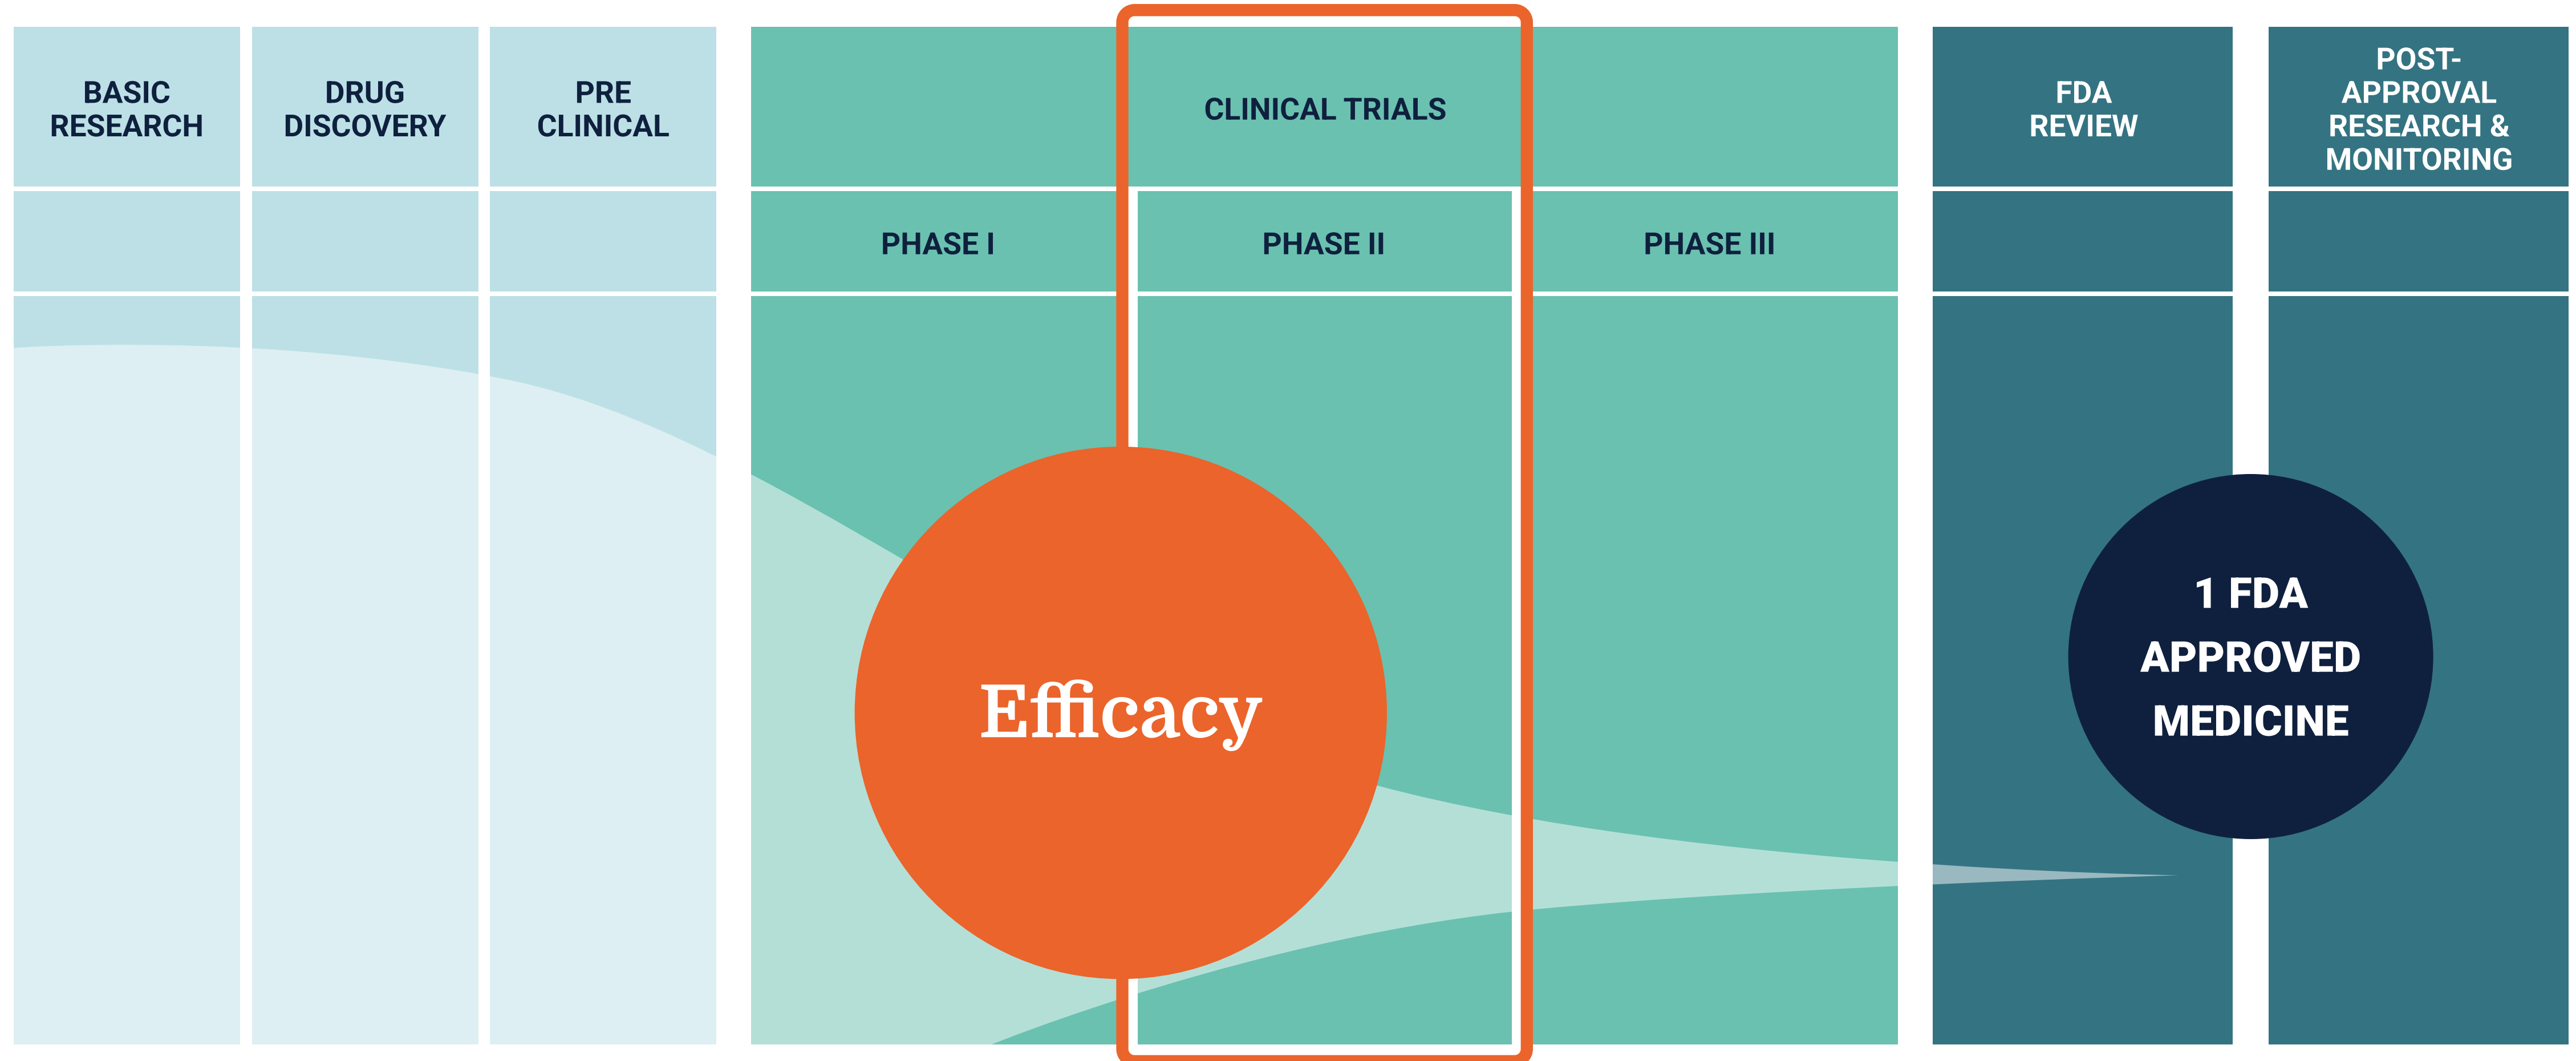 BASIC
RESEARCH
DRUG
DISCOVERY
PRE
CLINICAL
CLINICAL TRIALS
FDA
REVIEW
POST-
APPROVAL
RESEARCH &
MONITORING
PHASE I
PHASE II
PHASE III
Efficacy
1 FDA
APPROVED
MEDICINE